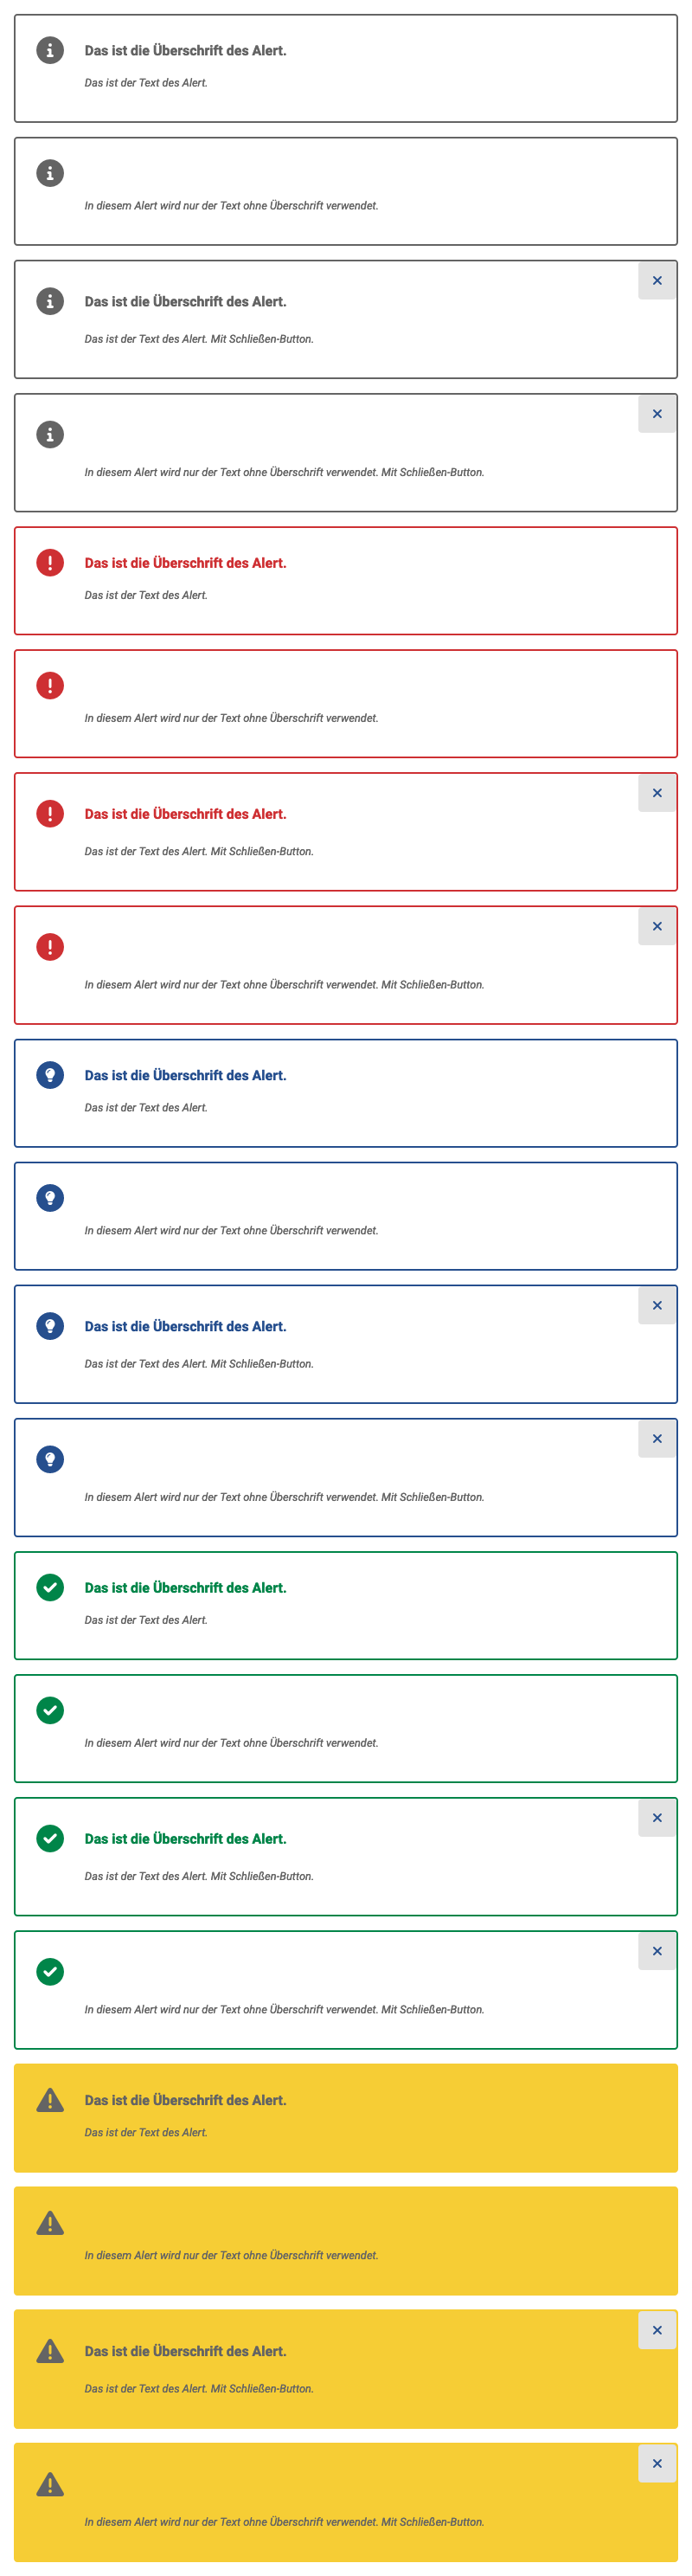 Das ist die Überschrift des Alert.
Das ist der Text des Alert.
In diesem Alert wird nur der Text ohne Überschrift verwendet.
Das ist die Überschrift des Alert.
Das ist der Text des Alert. Mit Schließen-Button.
In diesem Alert wird nur der Text ohne Überschrift verwendet. Mit Schließen-Button.
Das ist die Überschrift des Alert.
Das ist der Text des Alert.
In diesem Alert wird nur der Text ohne Überschrift verwendet.
Das ist die Überschrift des Alert.
Das ist der Text des Alert. Mit Schließen-Button.
In diesem Alert wird nur der Text ohne Überschrift verwendet. Mit Schließen-Button.
Das ist die Überschrift des Alert.
Das ist der Text des Alert.
In diesem Alert wird nur der Text ohne Überschrift verwendet.
Das ist die Überschrift des Alert.
Das ist der Text des Alert. Mit Schließen-Button.
In diesem Alert wird nur der Text ohne Überschrift verwendet. Mit Schließen-Button.
Das ist die Überschrift des Alert.
Das ist der Text des Alert.
In diesem Alert wird nur der Text ohne Überschrift verwendet.
Das ist die Überschrift des Alert.
Das ist der Text des Alert. Mit Schließen-Button.
In diesem Alert wird nur der Text ohne Überschrift verwendet. Mit Schließen-Button.
Das ist die Überschrift des Alert.
Das ist der Text des Alert.
In diesem Alert wird nur der Text ohne Überschrift verwendet.
Das ist die Überschrift des Alert.
Das ist der Text des Alert. Mit Schließen-Button.
In diesem Alert wird nur der Text ohne Überschrift verwendet. Mit Schließen-Button.